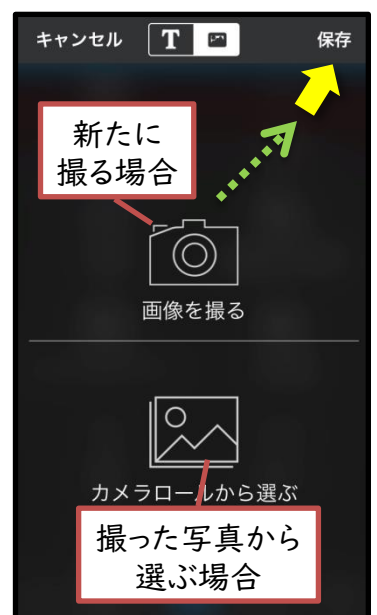 キャンセル T 保存
新たに
撮る場合
画像を撮る
カメラロールから選ぶ
撮った写真から
選ぶ場合